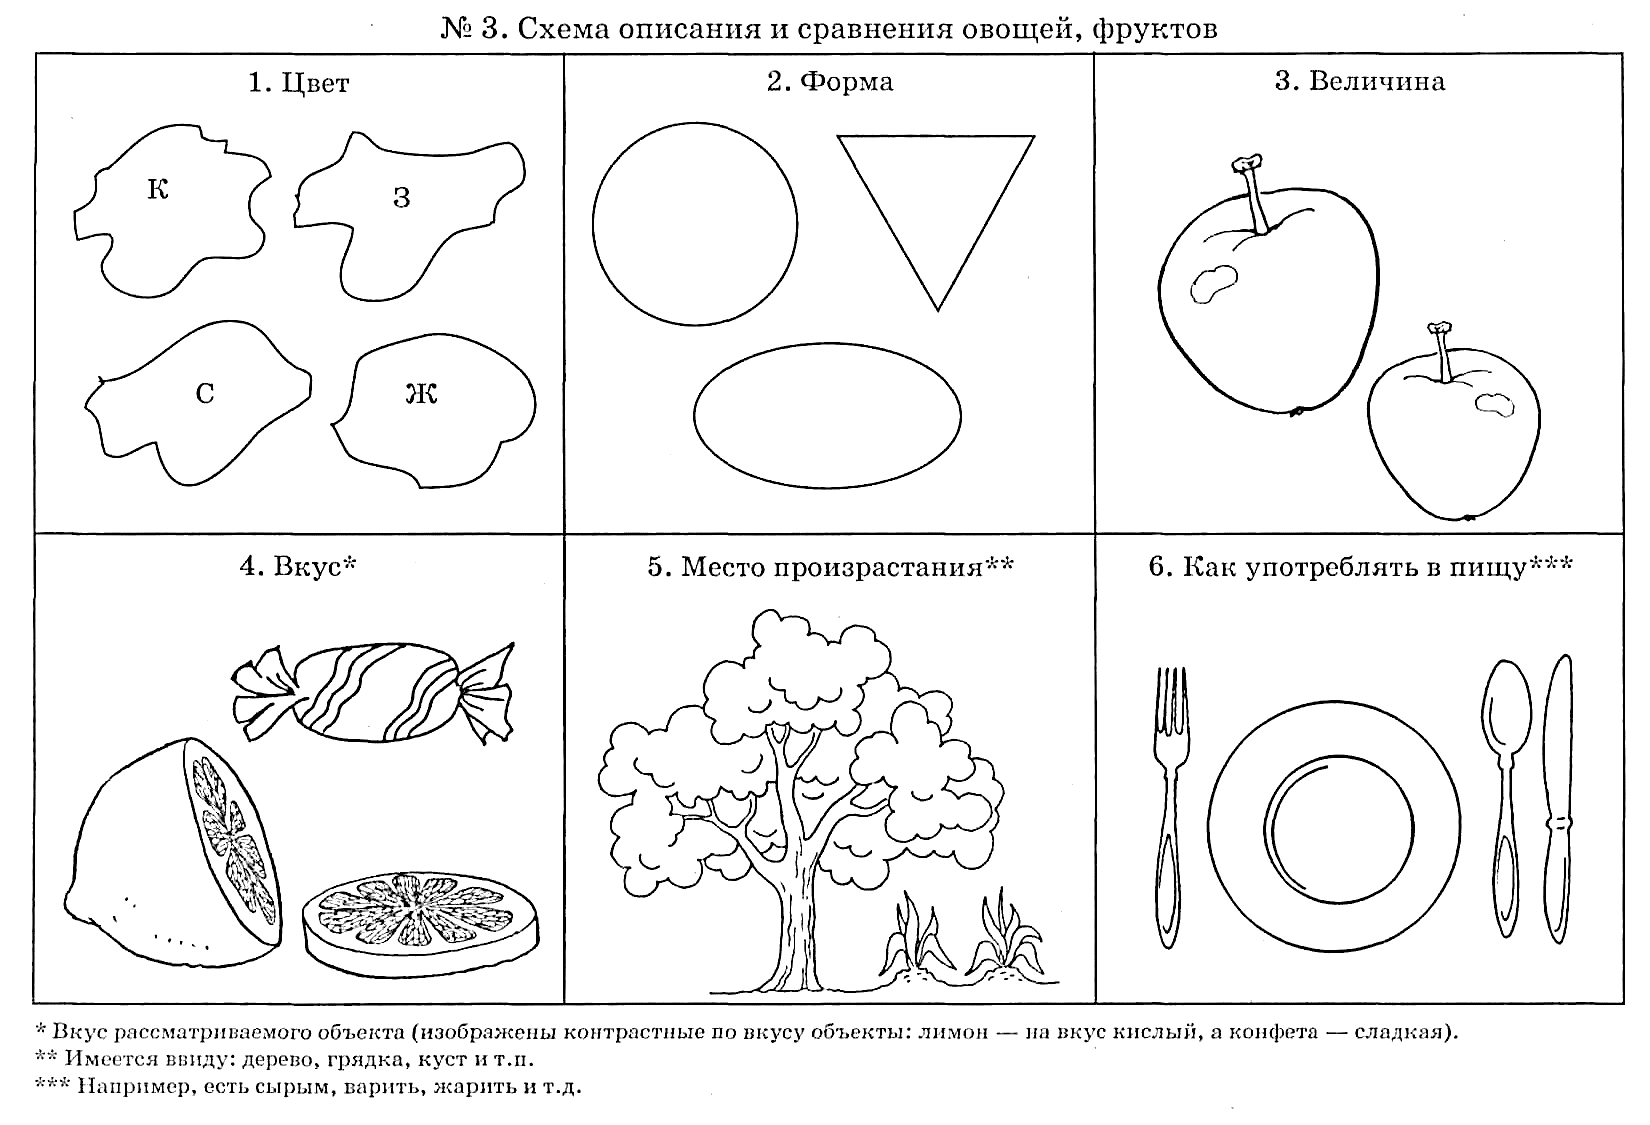 № 3. Схема описания и сравнения овощей, фруктов
1. Цвет
К
З
С
Ж
2. Форма
3. Величина
4. Вкус*
5. Место произрастания**
6. Как употреблять в пищу***
* Вкус рассматриваемого объекта (изображены контрастные по вкусу объекты: лимон — на вкус кислый, а конфета — сладкая).
** Имеется ввиду: дерево, грядка, куст и т.п.
*** Например, есть сырым, варить, жарить и т.д.